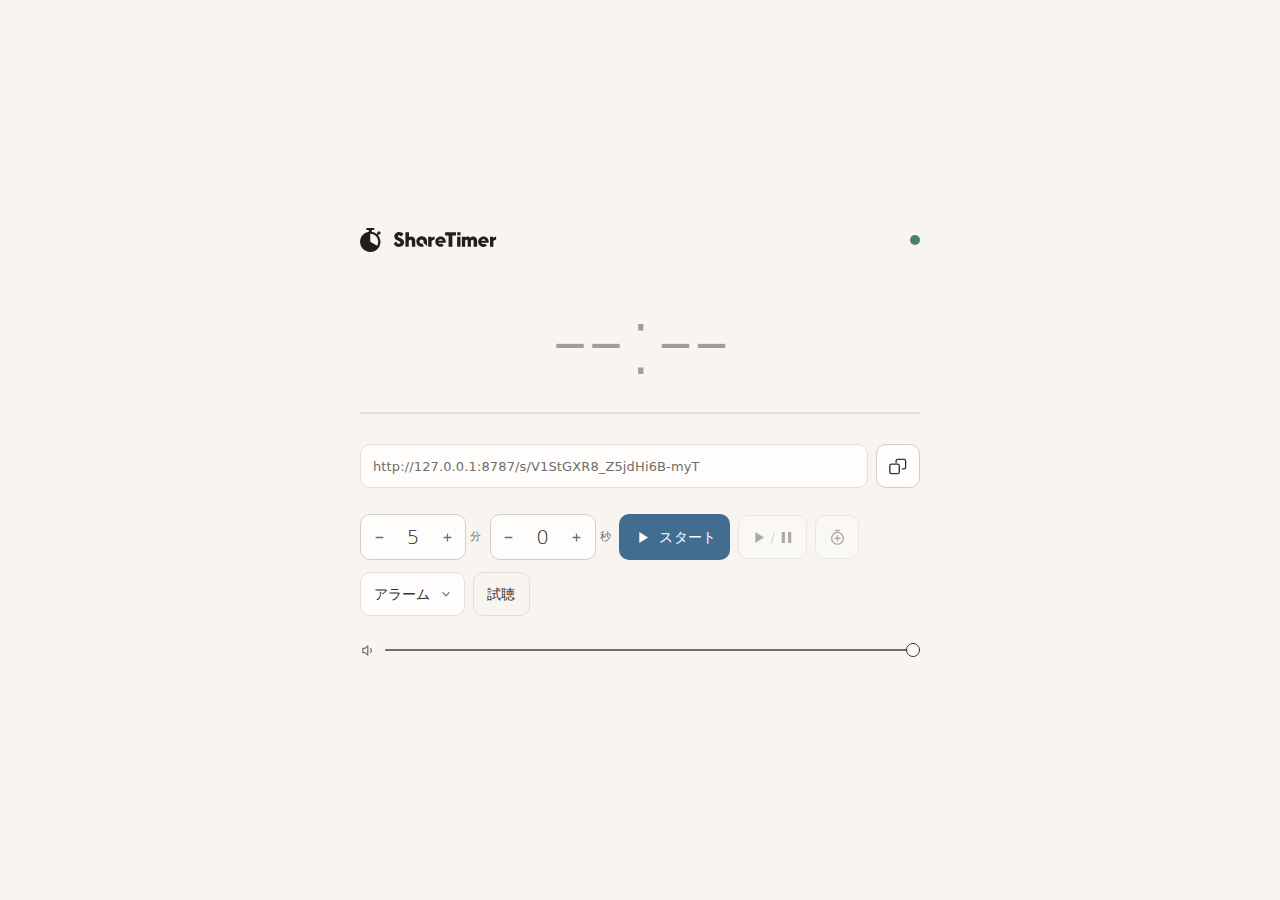 ShareTimer
--:--
http://127.0.0.1:8787/s/V1StGXR8_Z5jdHi6B-myT
− 5 + 分 − 0 + 秒 スタート /
アラーム 試聴